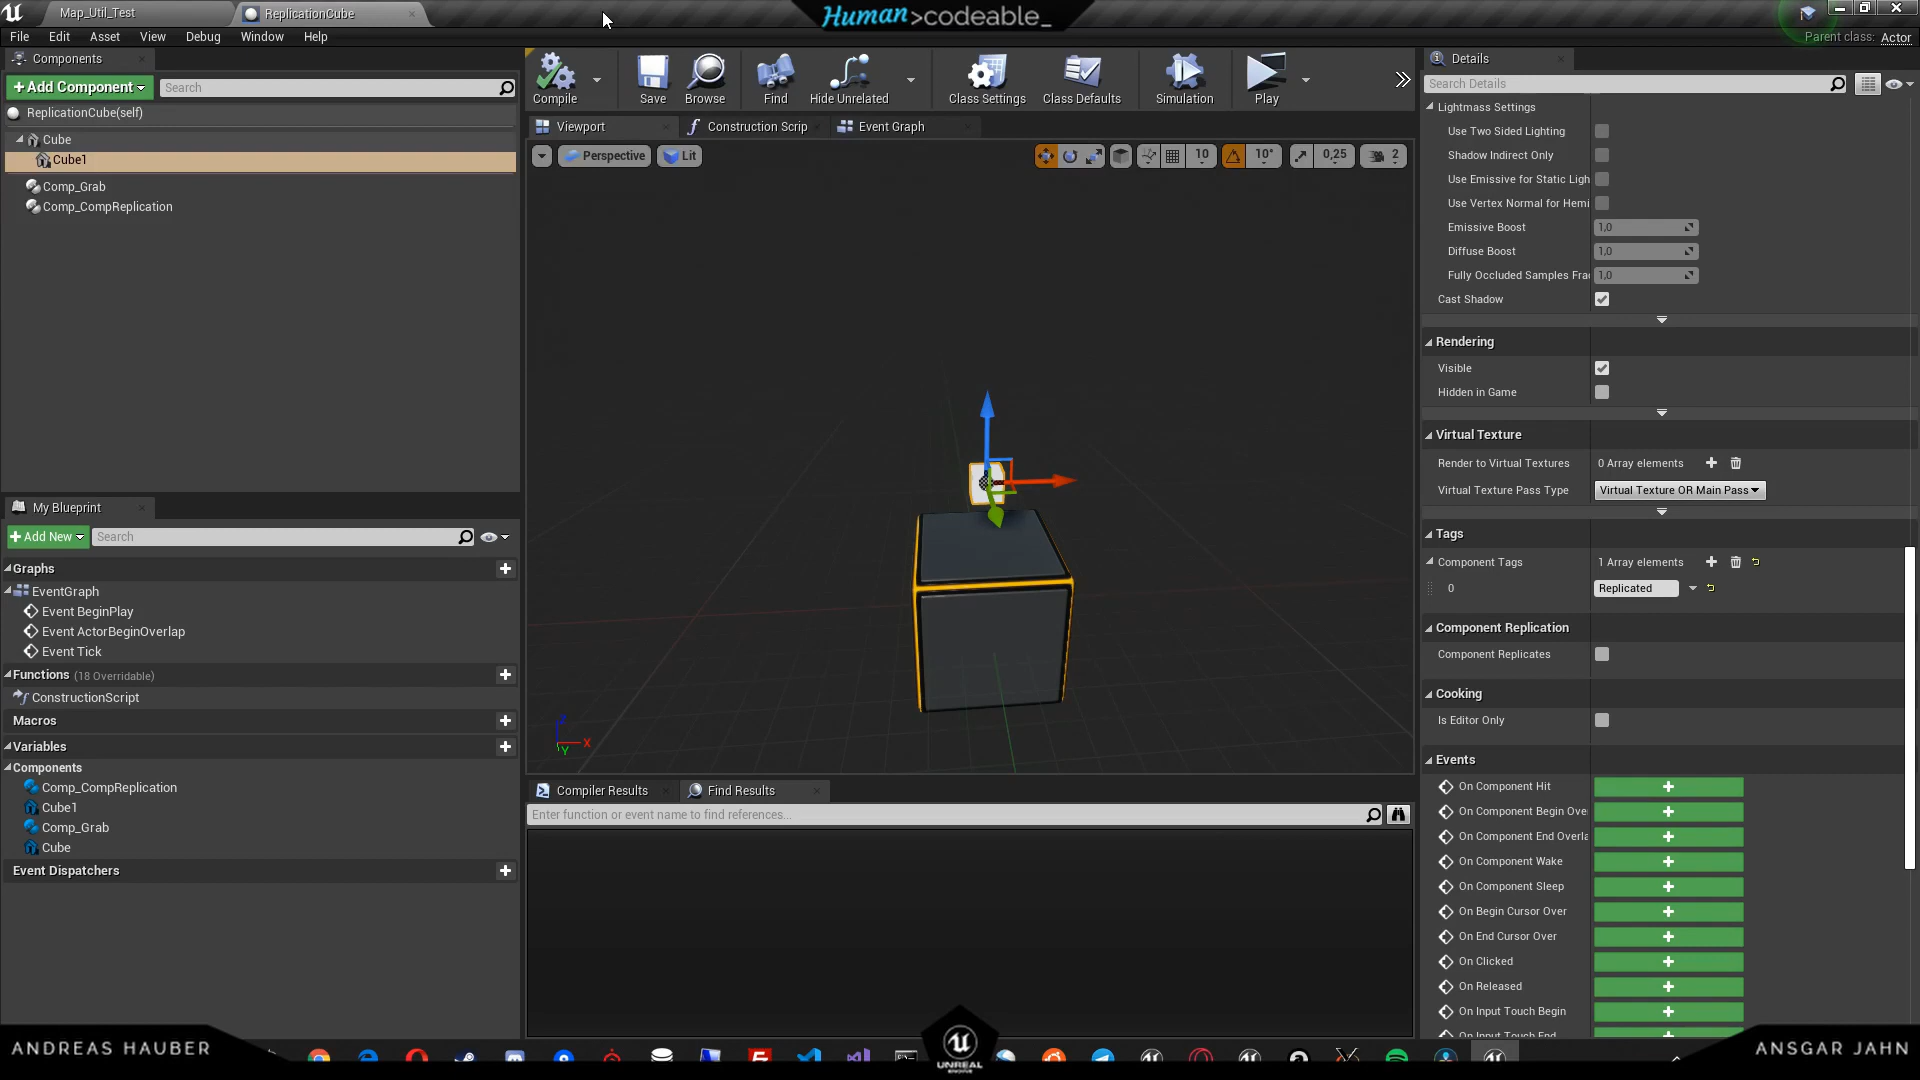 Map_Util_Test
ReplicationCube
Human>codeable_
File Edit Asset View Debug Window Help
Parent class: Actor
Components
+Add Component
Search
ReplicationCube(self)
Cube
Cube1
Comp_Grab
Comp_CompReplication
Compile
Save
Browse
Find
Hide Unrelated
Class Settings
Class Defaults
Simulation
Play
Viewport
Construction Scrip
Event Graph
Perspective
Lit
10
10°
0,25
2
X
Y
My Blueprint
+Add New
Search
Graphs
EventGraph
Event BeginPlay
Event ActorBeginOverlap
Event Tick
Functions (18 Overridable)
ConstructionScript
Macros
Variables
Components
Comp_CompReplication
Cube1
Comp_Grab
Cube
Event Dispatchers
Compiler Results
Find Results
Enter function or event name to find references...
Details
Search Details
Lightmass Settings
Use Two Sided Lighting
Shadow Indirect Only
Use Emissive for Static Ligh
Use Vertex Normal for Hemi
Emissive Boost 1,0
Diffuse Boost 1,0
Fully Occluded Samples Fra 1,0
Cast Shadow
Rendering
Visible
Hidden in Game
Virtual Texture
Render to Virtual Textures 0 Array elements
Virtual Texture Pass Type Virtual Texture OR Main Pass
Tags
Component Tags 1 Array elements
0 Replicated
Component Replication
Component Replicates
Cooking
Is Editor Only
Events
On Component Hit
On Component Begin Ove
On Component End Overla
On Component Wake
On Component Sleep
On Begin Cursor Over
On End Cursor Over
On Clicked
On Released
On Input Touch Begin
On Input Touch End
ANDREAS HAUBER
UNREAL
ENGINE
ANSGAR JAHN